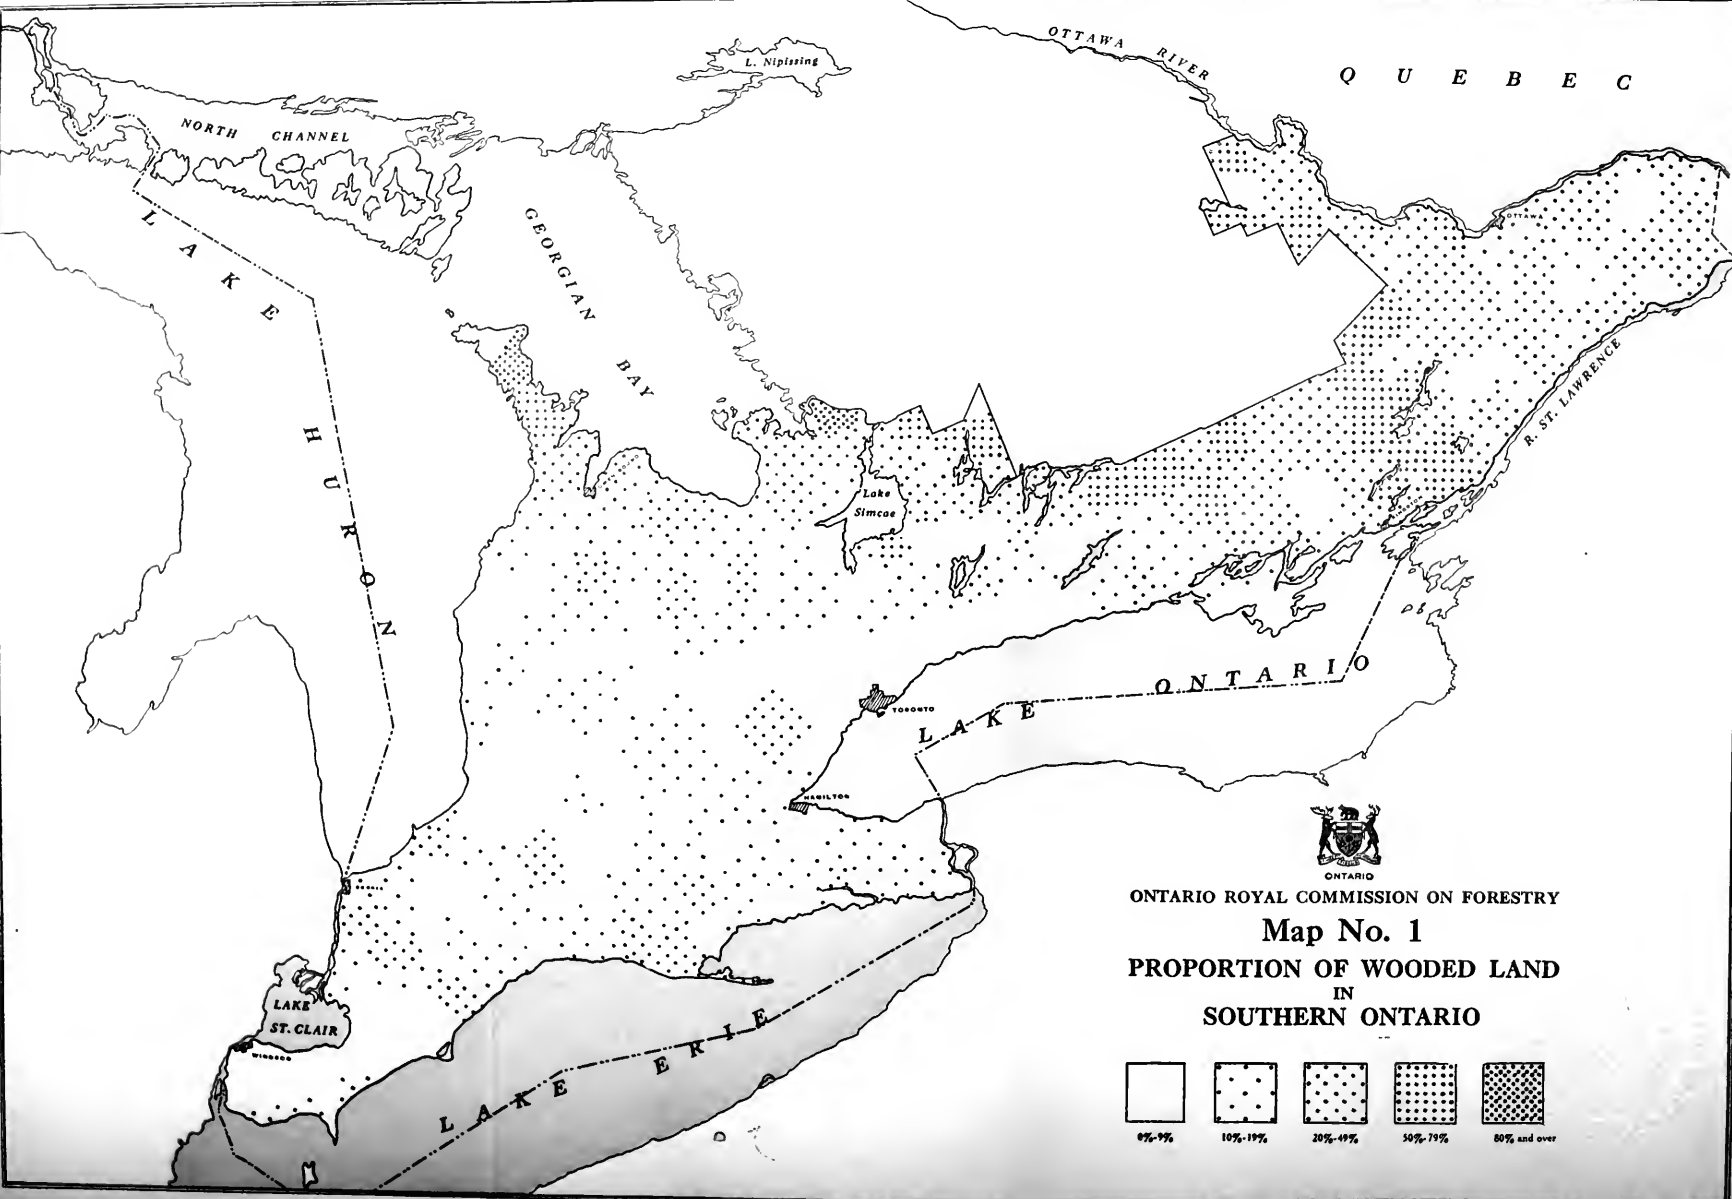 OTTAWA RIVER
QUEBEC
L. Nipissing
NORTH CHANNEL
GEORGIAN BAY
LAKE HURON
OTTAWA
R. ST. LAWRENCE
Lake
Simcoe
LAKE ONTARIO
TORONTO
HAMILTON
LAKE
ST. CLAIR
WINDSOR
LAKE ERIE
ONTARIO
ONTARIO ROYAL COMMISSION ON FORESTRY
Map No. 1
PROPORTION OF WOODED LAND
IN
SOUTHERN ONTARIO
0%-9% 10%-19% 20%-49% 50%-79% 80% and over